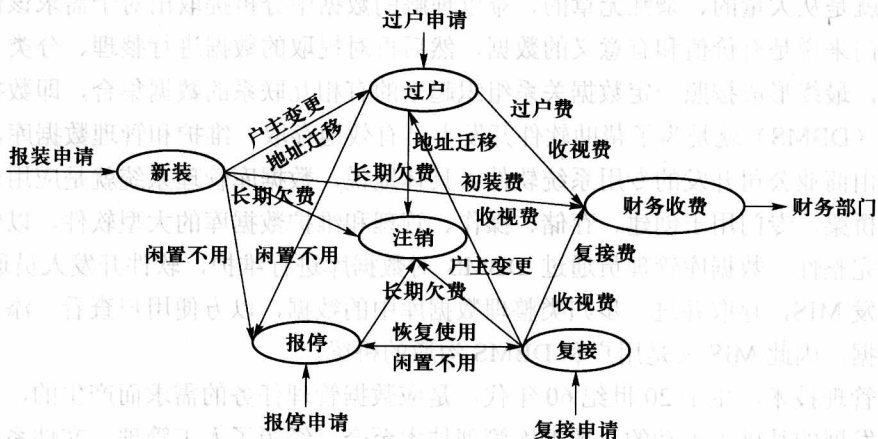 过户申请
过户
户主变更
过户费
地址迁移
地址迁移
收视费
报装申请
新装
长期欠费
初装费
收视费
财务收费
财务部门
注销
闲置不用
闲置不用
户主变更
复接费
长期欠费
收视费
报停
恢复使用
闲置不用
复接
报停申请
复接申请